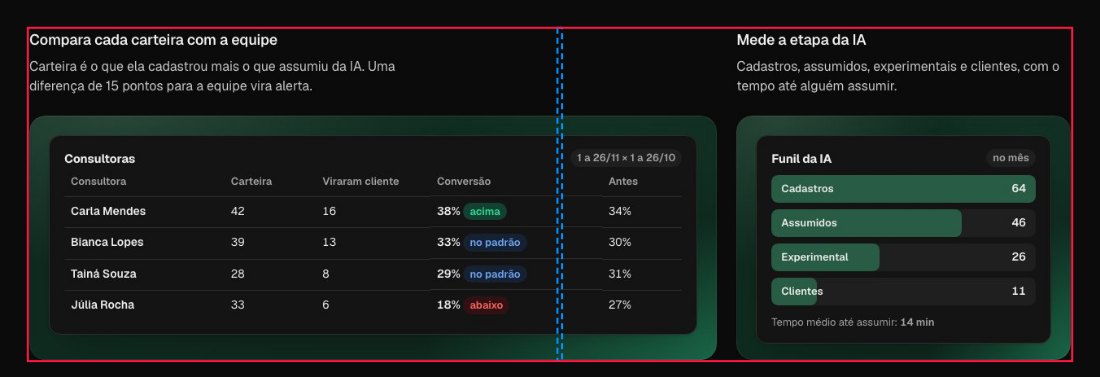 Compara cada carteira com a equipe
Carteira é o que ela cadastrou mais o que assumiu da IA. Uma
diferença de 15 pontos para a equipe vira alerta.
Consultoras
1 a 26/11 × 1 a 26/10
Consultora Carteira Viraram cliente Conversão Antes
Carla Mendes 42 16 38% acima 34%
Bianca Lopes 39 13 33% no padrão 30%
Tainá Souza 28 8 29% no padrão 31%
Júlia Rocha 33 6 18% abaixo 27%
Mede a etapa da IA
Cadastros, assumidos, experimentais e clientes, com o
tempo até alguém assumir.
Funil da IA no mês
Cadastros 64
Assumidos 46
Experimental 26
Clientes 11
Tempo médio até assumir: 14 min